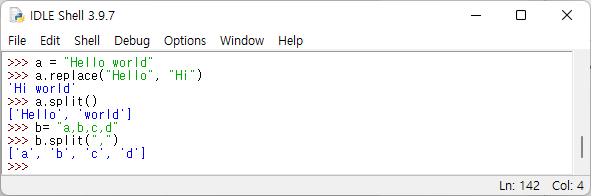 IDLE Shell 3.9.7
File Edit Shell Debug Options Window Help
>>> a = "Hello world"
>>> a.replace("Hello", "Hi")
'Hi world'
>>> a.split()
['Hello', 'world']
>>> b= "a,b,c,d"
>>> b.split(",")
['a', 'b', 'c', 'd']
>>>
Ln: 142 Col: 4